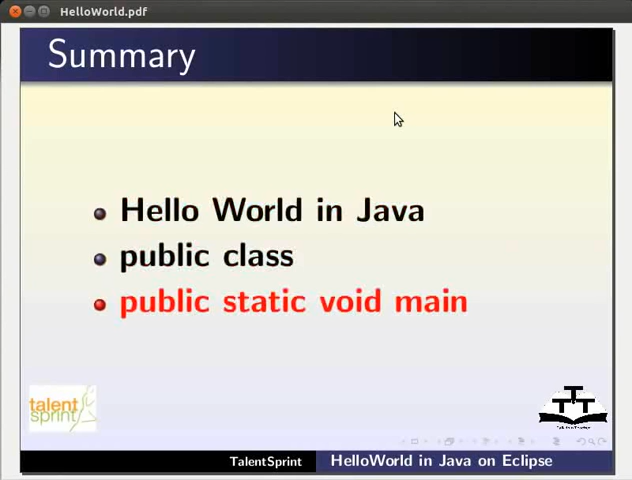 HelloWorld.pdf
Summary
Hello World in Java
public class
public static void main
talent
sprint
TTT
TalentSprint
HelloWorld in Java on Eclipse